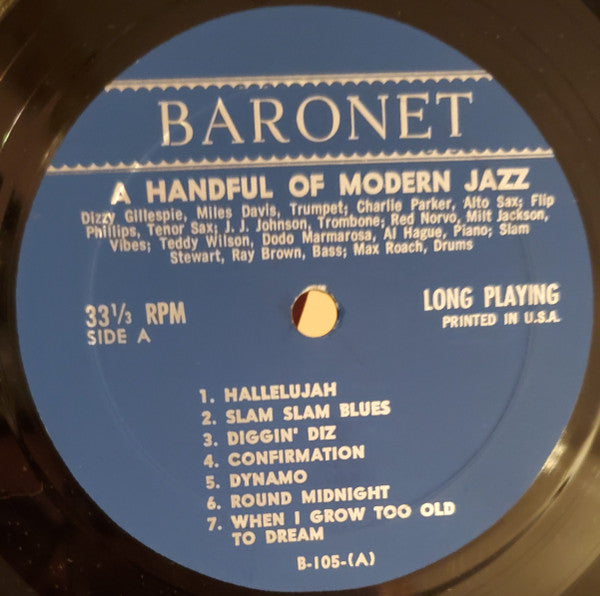 BARONET
A HANDFUL OF MODERN JAZZ
Dizzy Gillespie, Miles Davis, Trumpet; Charlie Parker, Alto Sax; Flip
Phillips, Tenor Sax; J. J. Johnson, Trombone; Red Norvo, Milt Jackson,
Vibes; Teddy Wilson, Dodo Marmarosa, Al Hague, Piano; Slam
Stewart, Ray Brown, Bass; Max Roach, Drums
33 1/3 RPM
SIDE A
LONG PLAYING
PRINTED IN U.S.A.
1. HALLELUJAH
2. SLAM SLAM BLUES
3. DIGGIN' DIZ
4. CONFIRMATION
5. DYNAMO
6. ROUND MIDNIGHT
7. WHEN I GROW TOO OLD
TO DREAM
B-105-(A)